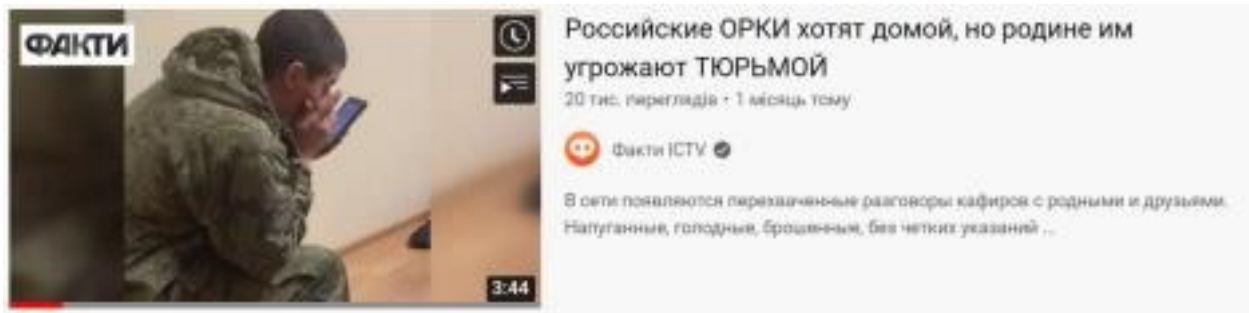 ФАКТИ
Российские ОРКИ хотят домой, но родине им
угрожают ТЮРЬМОЙ
20 тис. переглядів • 1 місяць тому
Факти ICTV
В сети появляются перехваченные разговоры кафиров с родными и друзьями.
Напуганные, голодные, брошенные, без четких указаний ...
3:44